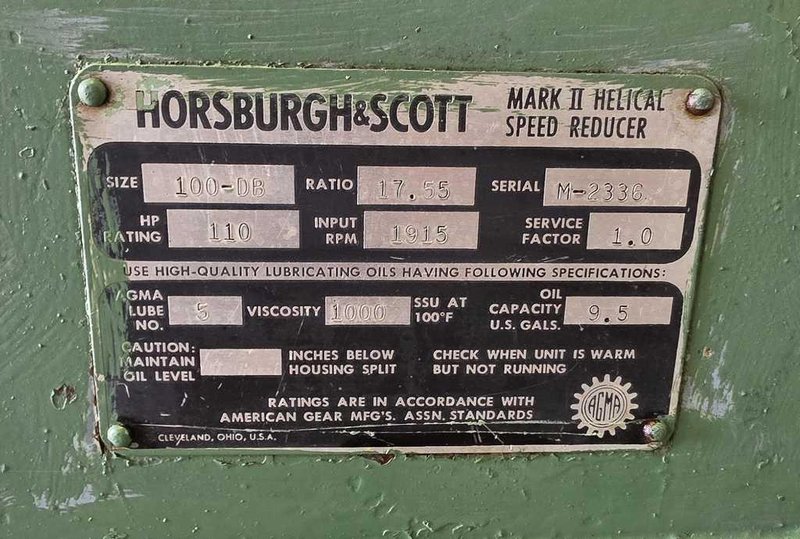 HORSBURGH&SCOTT MARK II HELICAL SPEED REDUCER
SIZE 100-DB RATIO 17.55 SERIAL M-2336
HP RATING 110 INPUT RPM 1915 SERVICE FACTOR 1.0
USE HIGH-QUALITY LUBRICATING OILS HAVING FOLLOWING SPECIFICATIONS:
AGMA LUBE NO. 5 VISCOSITY 1000 SSU AT 100°F OIL CAPACITY U.S. GALS. 9.5
CAUTION: MAINTAIN OIL LEVEL INCHES BELOW HOUSING SPLIT CHECK WHEN UNIT IS WARM BUT NOT RUNNING
RATINGS ARE IN ACCORDANCE WITH
AMERICAN GEAR MFG'S. ASSN. STANDARDS
AGMA
CLEVELAND, OHIO, U.S.A.